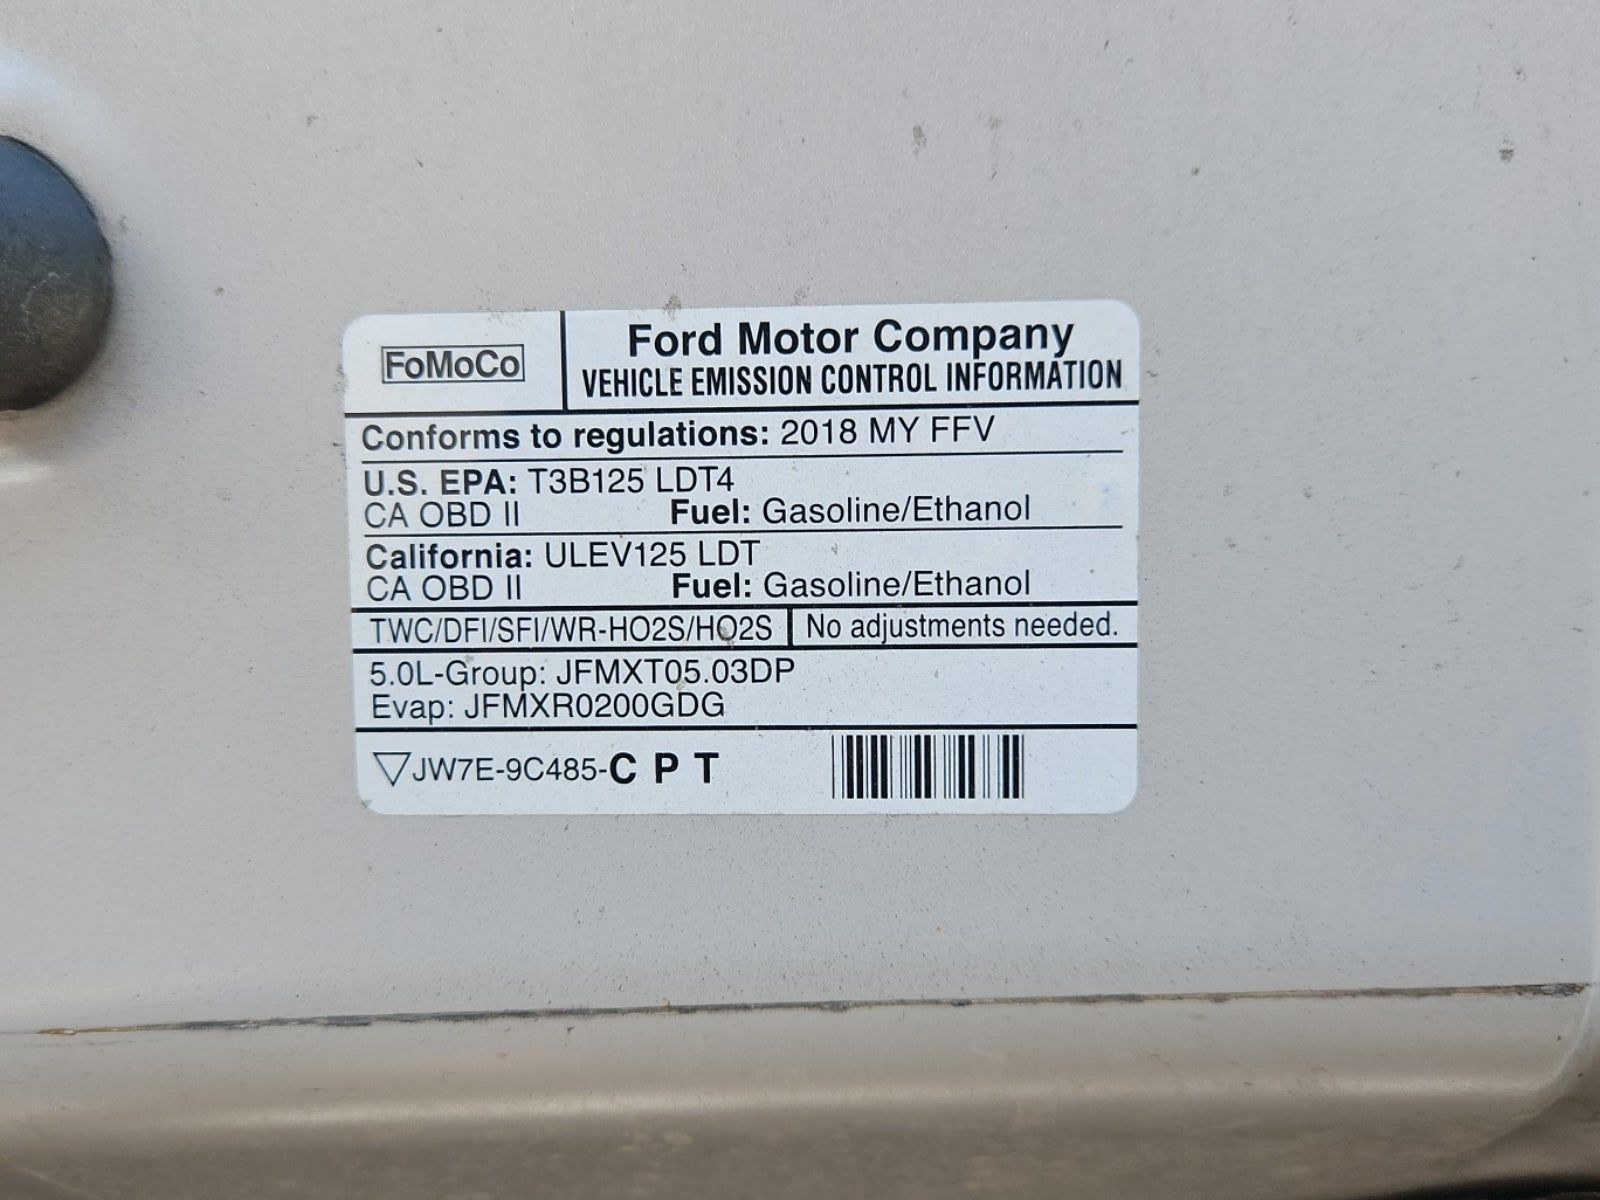 FoMoCo
Ford Motor Company
VEHICLE EMISSION CONTROL INFORMATION
Conforms to regulations: 2018 MY FFV
U.S. EPA: T3B125 LDT4
CA OBD II Fuel: Gasoline/Ethanol
California: ULEV125 LDT
CA OBD II Fuel: Gasoline/Ethanol
TWC/DFI/SFI/WR-HO2S/HO2S No adjustments needed.
5.0L-Group: JFMXT05.03DP
Evap: JFMXR0200GDG
▽JW7E-9C485-C P T